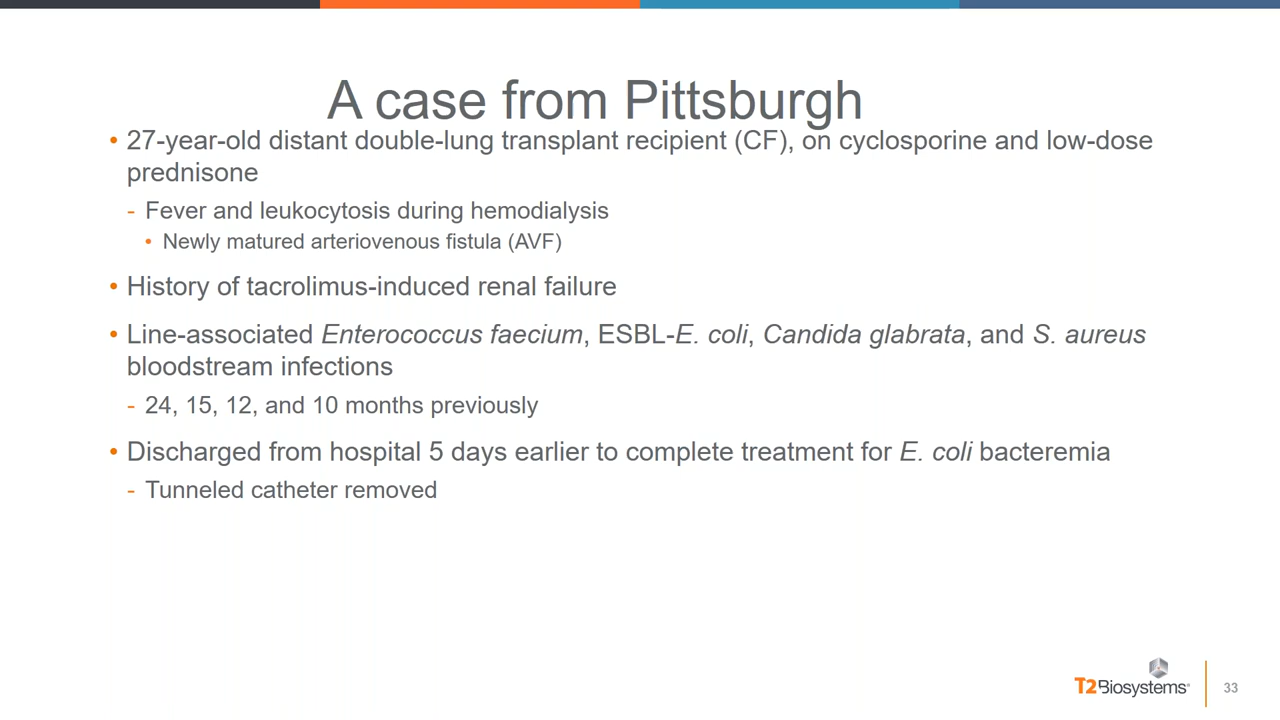 A case from Pittsburgh
• 27-year-old distant double-lung transplant recipient (CF), on cyclosporine and low-dose
prednisone
- Fever and leukocytosis during hemodialysis
• Newly matured arteriovenous fistula (AVF)
• History of tacrolimus-induced renal failure
• Line-associated Enterococcus faecium, ESBL-E. coli, Candida glabrata, and S. aureus
bloodstream infections
- 24, 15, 12, and 10 months previously
• Discharged from hospital 5 days earlier to complete treatment for E. coli bacteremia
- Tunneled catheter removed
T2Biosystems®
33